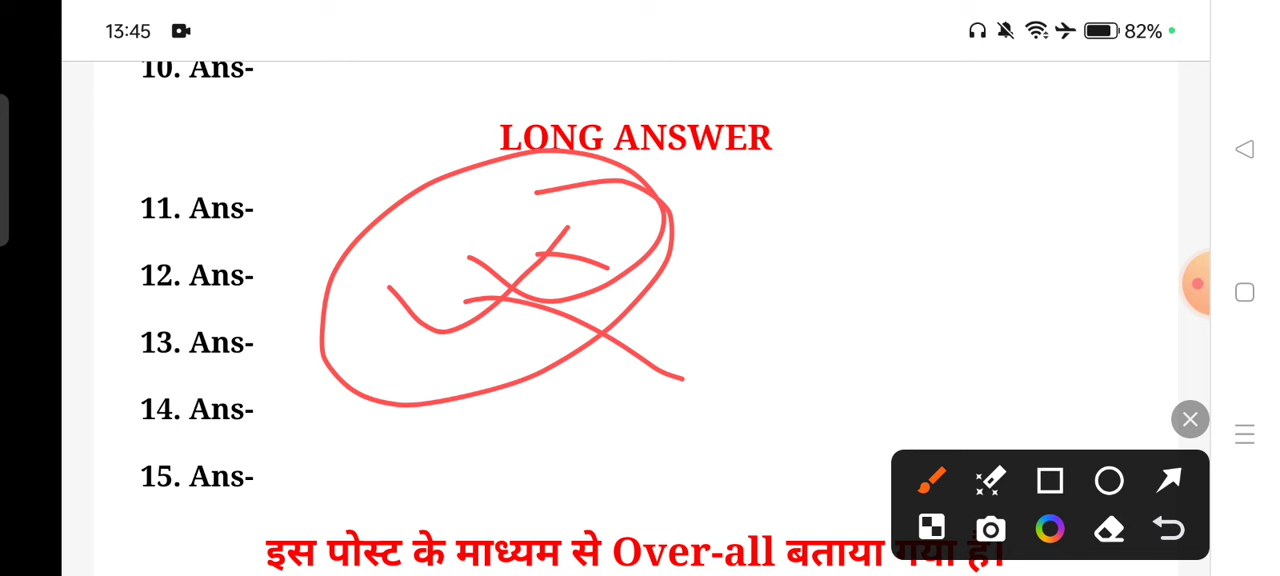 13:45 82%
10. Ans-
LONG ANSWER
11. Ans-
12. Ans-
13. Ans-
14. Ans-
15. Ans-
इस पोस्ट के माध्यम से Over-all बताया गया है।